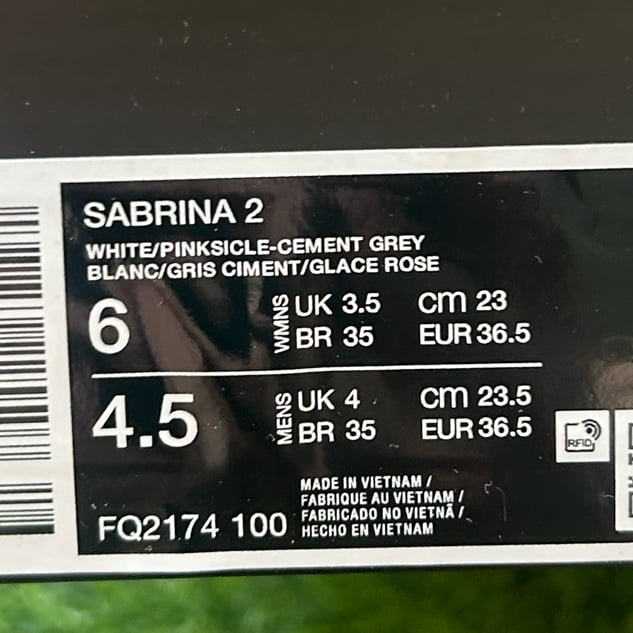 SABRINA 2
WHITE/PINKSICLE-CEMENT GREY
BLANC/GRIS CIMENT/GLACE ROSE
6 WMNS UK 3.5 cm 23
BR 35 EUR 36.5
4.5 MENS UK 4 cm 23.5
BR 35 EUR 36.5
RFID
MADE IN VIETNAM /
FABRIQUE AU VIETNAM /
FABRICADO NO VIETNÃ /
HECHO EN VIETNAM
FQ2174 100